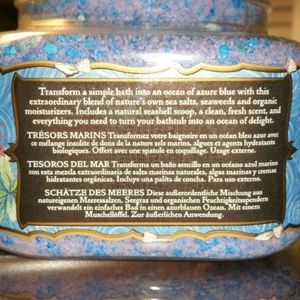 Transform a simple bath into an ocean of azure blue with this
extraordinary blend of nature's own sea salts, seaweeds and organic
moisturizers. Includes a natural seashell scoop, a clean, fresh scent, and
everything you need to turn your bathtub into an ocean of delight.
TRÉSORS MARINS Transformez votre baignoire en un océan bleu azur avec
ce mélange insolite de dons de la nature sels marins, algues et agents hydratants
biologiques. Offert avec une spatule en coquillage. Usage externe.
TESOROS DEL MAR Transforma un baño sencillo en un océano azul marino
con esta mezcla extraordinaria de sales marinas naturales, algas marinas y cremas
hidratantes orgánicas. Incluye una palita de concha. Para uso externo.
SCHÄTZE DES MEERES Diese außerordentliche Mischung aus
natureigenen Meeressalzen, Seegras und organischen Feuchtigkeitsspendern
verwandelt ein einfaches Bad in einen azurblauen Ozean. Mit einem
Muschellöffel. Zur äußerlichen Anwendung.